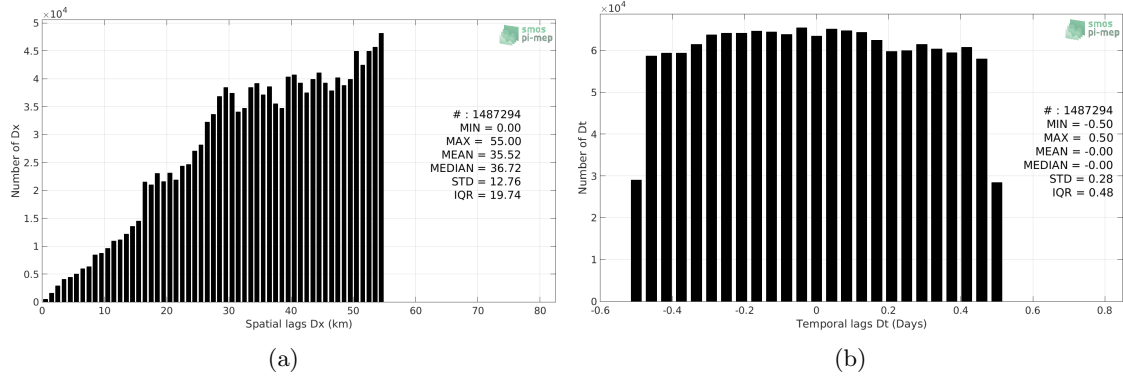 ×10⁴
5
4.5
4
3.5
3
2.5
2
1.5
1
0.5
0
Number of Dx
0 10 20 30 40 50 60 70 80
Spatial lags Dx (km)
smos
pi-mep
# : 1487294
MIN = 0.00
MAX = 55.00
MEAN = 35.52
MEDIAN = 36.72
STD = 12.76
IQR = 19.74
(a)
×10⁴
6
5
4
3
2
1
0
Number of Dt
-0.6 -0.4 -0.2 0 0.2 0.4 0.6 0.8
Temporal lags Dt (Days)
smos
pi-mep
# : 1487294
MIN = -0.50
MAX = 0.50
MEAN = -0.00
MEDIAN = -0.00
STD = 0.28
IQR = 0.48
(b)